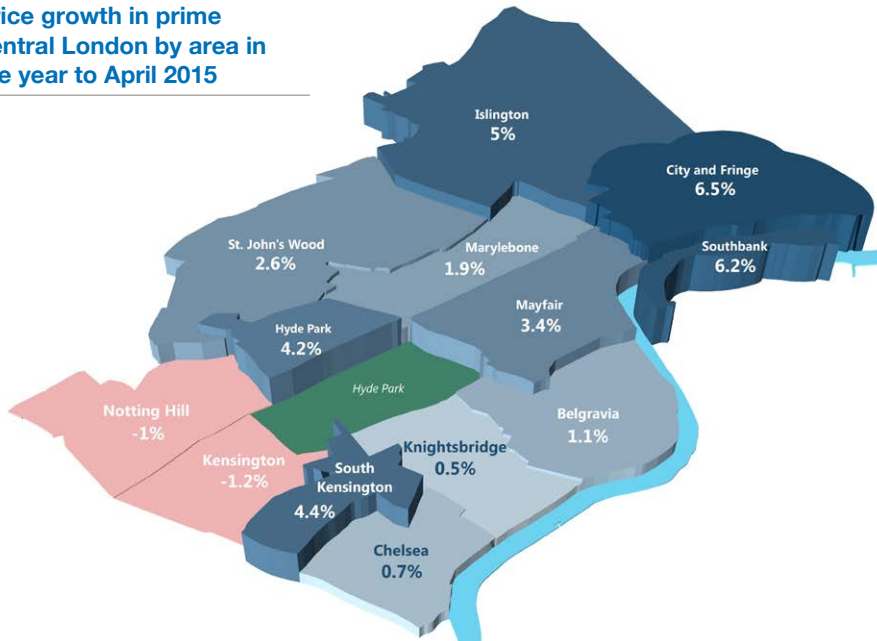 rice growth in prime
entral London by area in
e year to April 2015
Islington
5%
City and Fringe
6.5%
St. John's Wood
2.6%
Marylebone
1.9%
Southbank
6.2%
Mayfair
3.4%
Hyde Park
4.2%
Hyde Park
Notting Hill
-1%
Belgravia
1.1%
Kensington
-1.2%
Knightsbridge
0.5%
South
Kensington
4.4%
Chelsea
0.7%